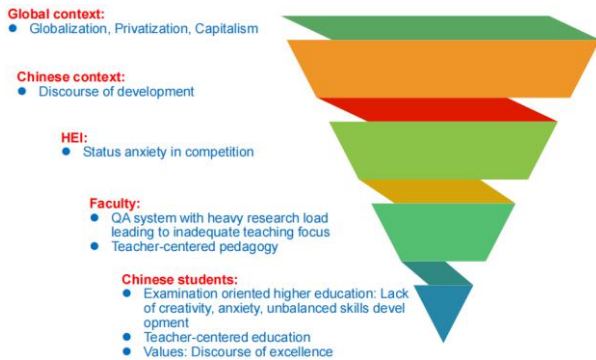 Global context:
Globalization, Privatization, Capitalism
Chinese context:
Discourse of development
HEI:
Status anxiety in competition
Faculty:
QA system with heavy research load
leading to inadequate teaching focus
Teacher-centered pedagogy
Chinese students:
Examination oriented higher education: Lack
of creativity, anxiety, unbalanced skills devel
opment
Teacher-centered education
Values: Discourse of excellence